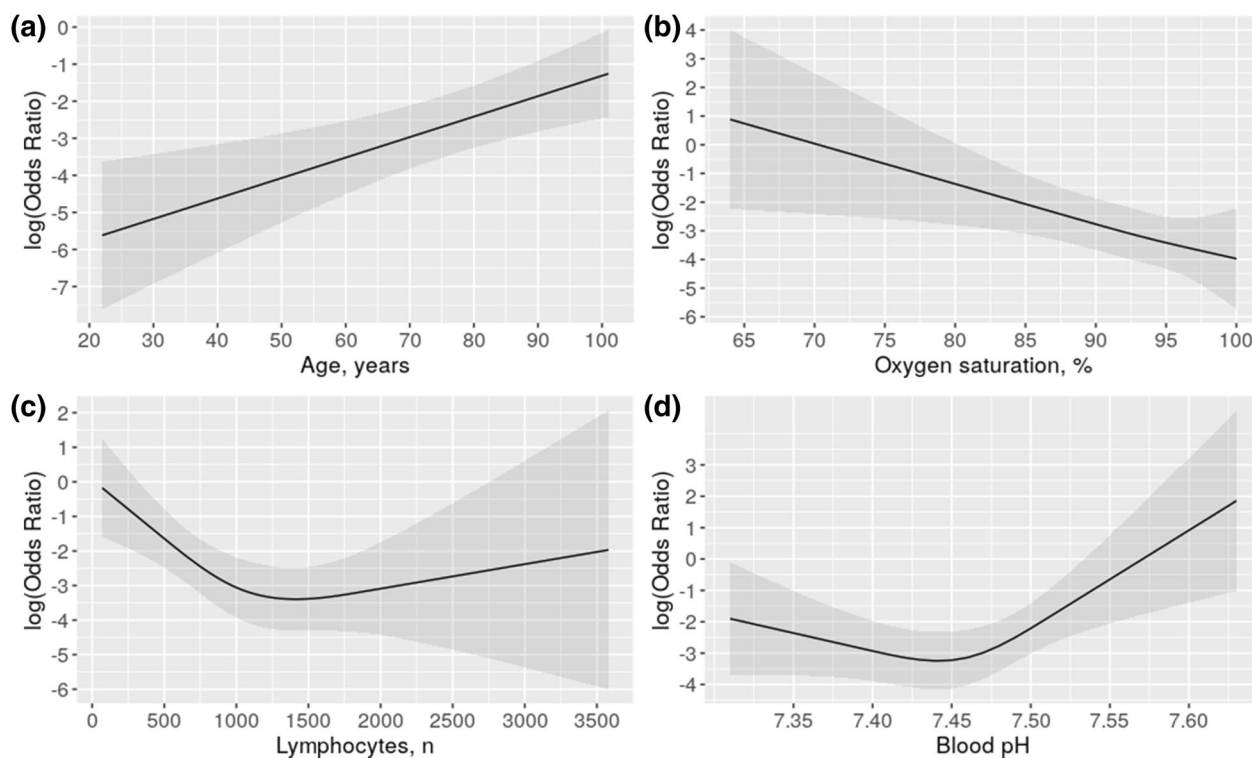 (a)
log(Odds Ratio)
0
-1
-2
-3
-4
-5
-6
-7
20 30 40 50 60 70 80 90 100
Age, years
(b)
log(Odds Ratio)
4
3
2
1
0
-1
-2
-3
-4
-5
-6
65 70 75 80 85 90 95 100
Oxygen saturation, %
(c)
log(Odds Ratio)
2
1
0
-1
-2
-3
-4
-5
-6
0 500 1000 1500 2000 2500 3000 3500
Lymphocytes, n
(d)
log(Odds Ratio)
3
2
1
0
-1
-2
-3
-4
7.35 7.40 7.45 7.50 7.55 7.60
Blood pH